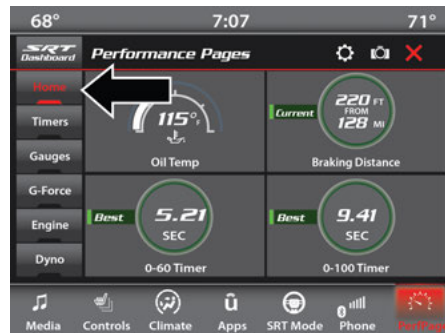 68°
7:07
71°
SRT
Dashboard
Performance Pages
Home
Timers
Gauges
G-Force
Engine
Dyno
115°F
Oil Temp
Current
220 FT
FROM
128 MI
Braking Distance
Best
5.21
SEC
0-60 Timer
Best
9.41
SEC
0-100 Timer
Media
Controls
Climate
û
Apps
SRT Mode
Phone
PerfPages